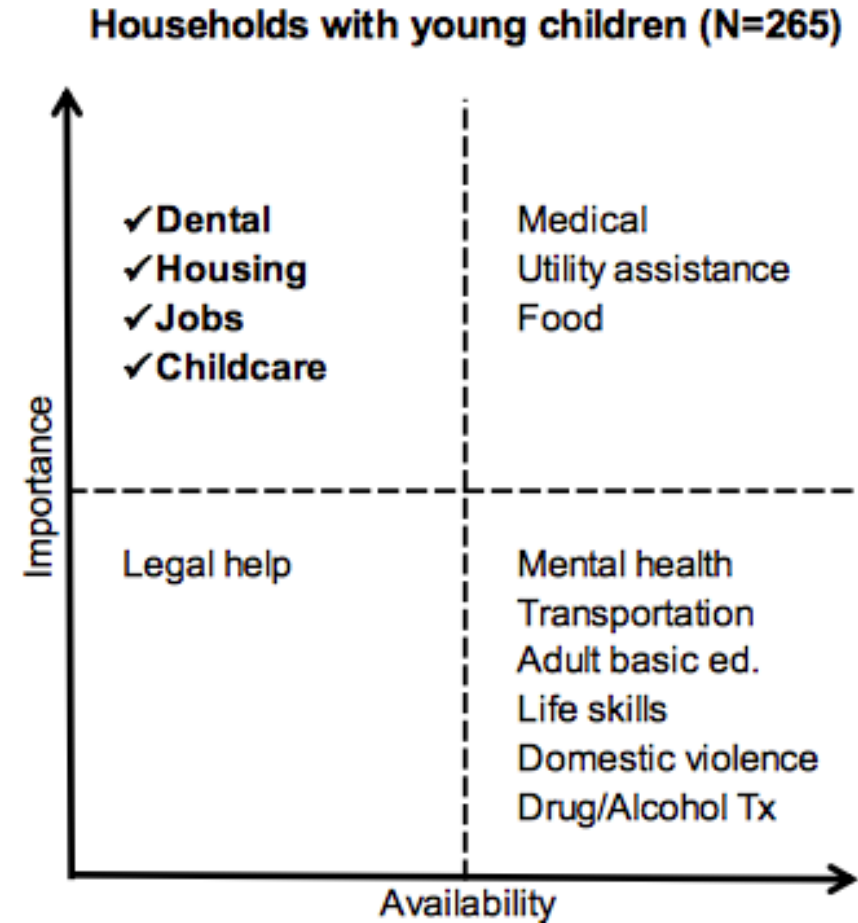 Households with young children (N=265)
✓Dental
✓Housing
✓Jobs
✓Childcare
Medical
Utility assistance
Food
Importance
Legal help
Mental health
Transportation
Adult basic ed.
Life skills
Domestic violence
Drug/Alcohol Tx
Availability